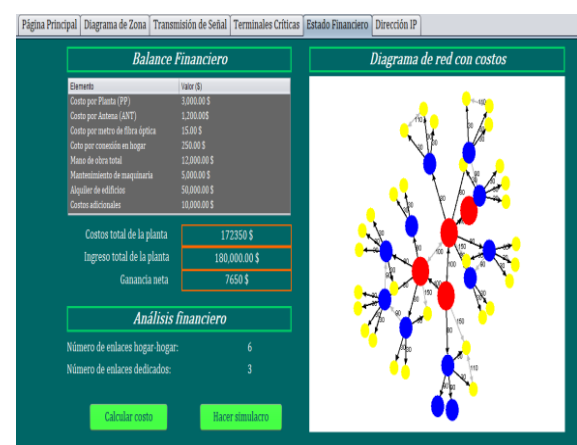 Página Principal Diagrama de Zona Transmisión de Señal Terminales Críticas Estado Financiero Dirección IP
Balance Financiero
Elemento Valor ($)
Costo por Planta (PP) 3,000.00 $
Costo por Antena (ANT) 1,200.00$
Costo por metro de fibra óptica 15.00 $
Coto por conexión en hogar 250.00 $
Mano de obra total 12,000.00 $
Mantenimiento de maquinaria 5,000.00 $
Alquiler de edificios 50,000.00 $
Costos adicionales 10,000.00 $
Costos total de la planta 172350 $
Ingreso total de la planta 180,000.00 $
Ganancia neta 7650 $
Análisis financiero
Número de enlaces hogar-hogar: 6
Número de enlaces dedicados: 3
Calcular costo Hacer simulacro
Diagrama de red con costos